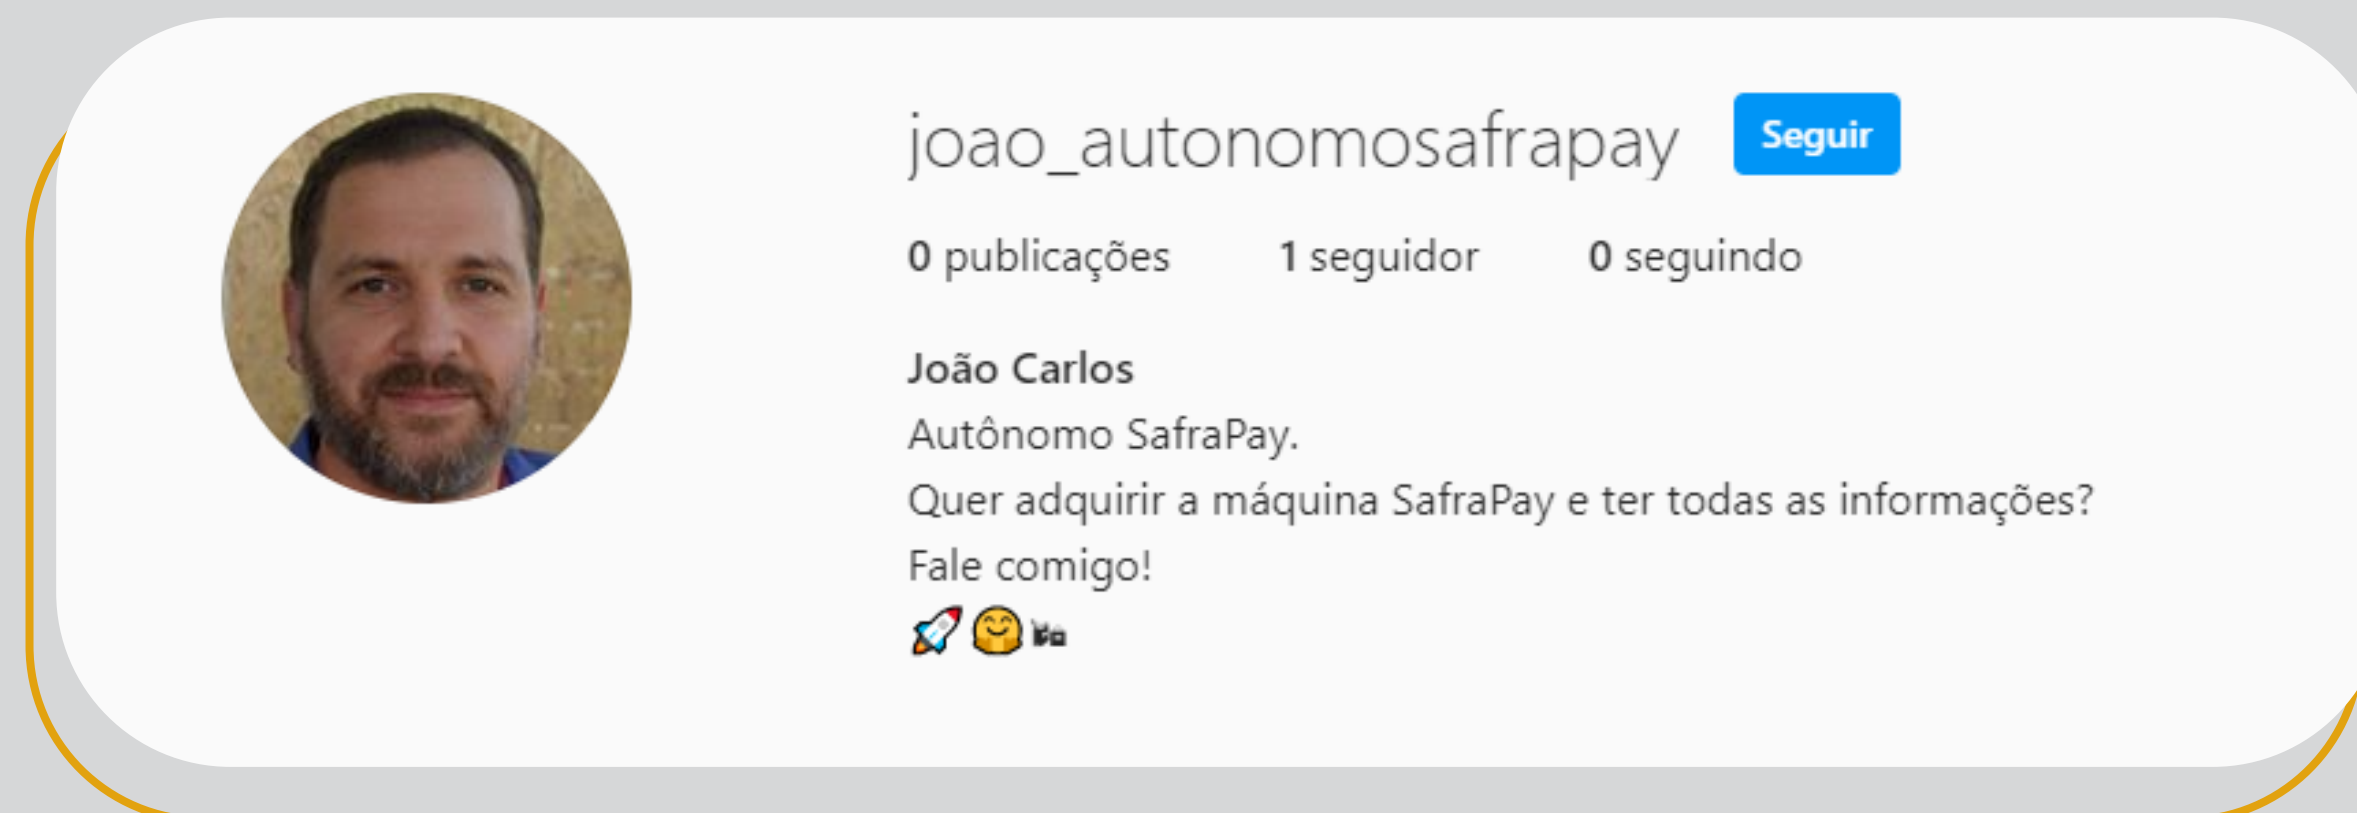 joao_autonomosafrapay Seguir
0 publicações 1 seguidor 0 seguindo
João Carlos
Autônomo SafraPay.
Quer adquirir a máquina SafraPay e ter todas as informações?
Fale comigo!